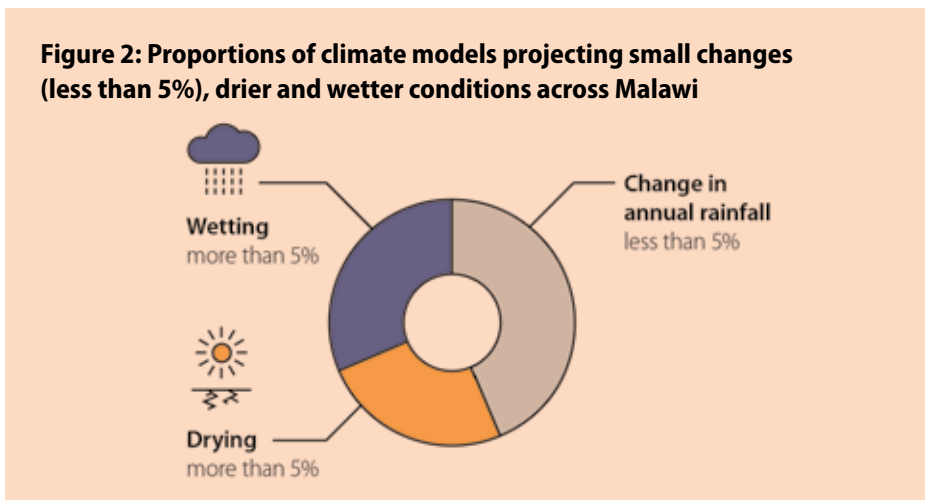 Figure 2: Proportions of climate models projecting small changes
(less than 5%), drier and wetter conditions across Malawi
Wetting
more than 5%
Change in
annual rainfall
less than 5%
Drying
more than 5%